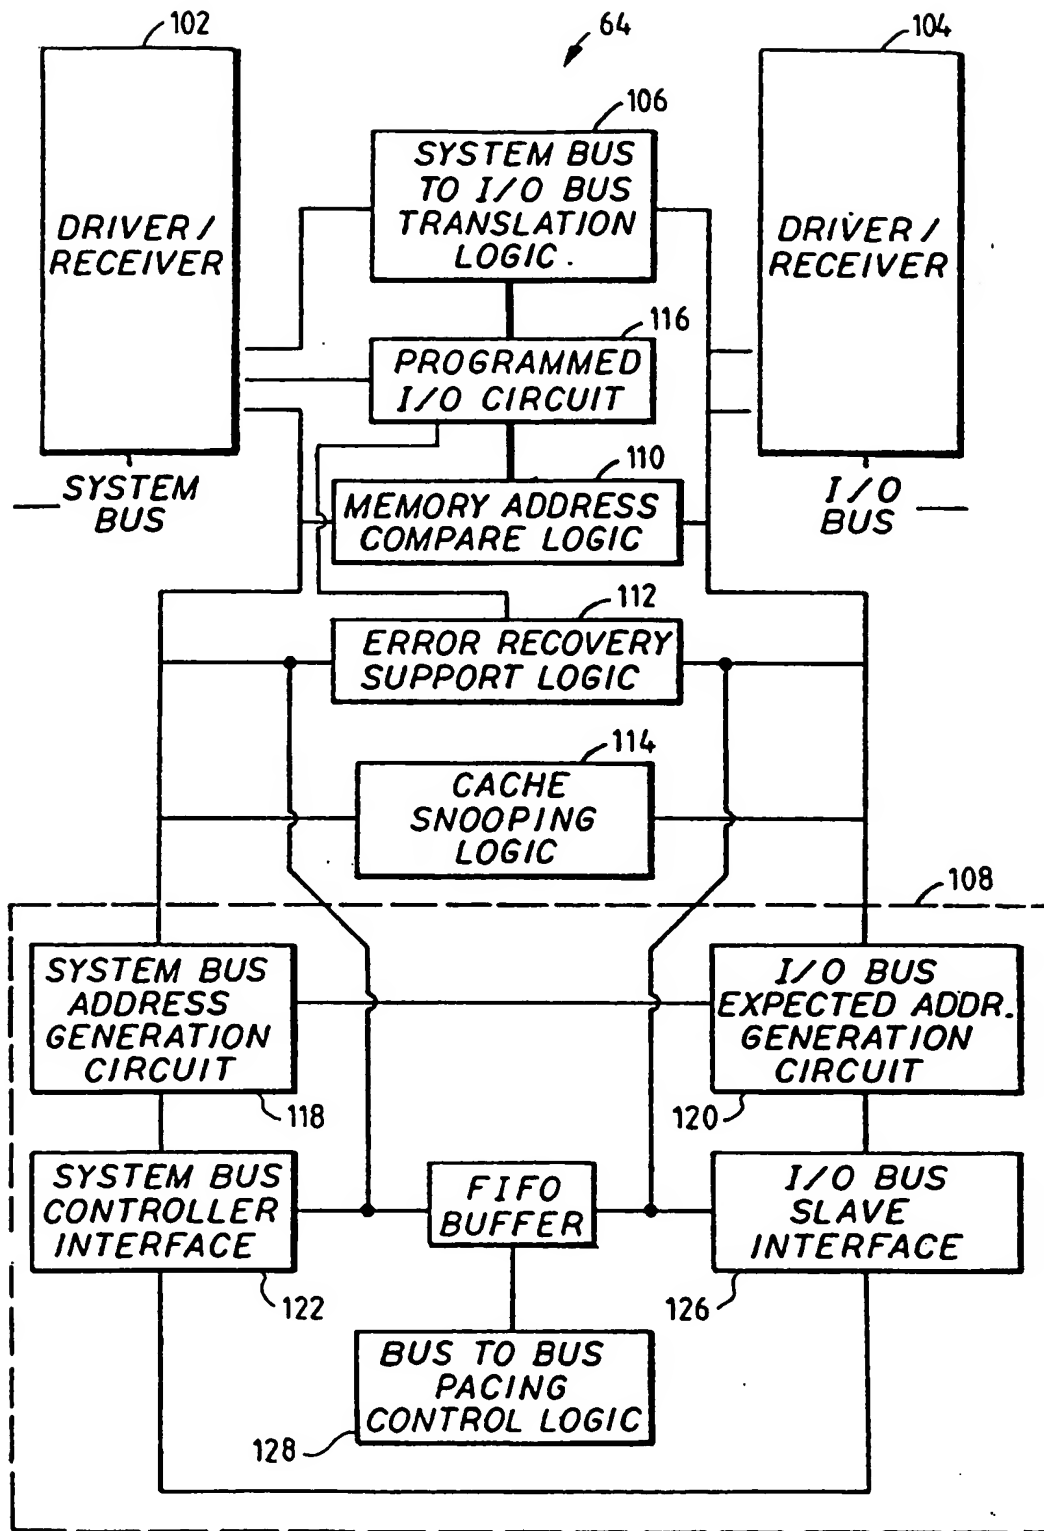 102
64
104
106
SYSTEM BUS
TO I/O BUS
TRANSLATION
LOGIC.
DRIVER/
RECEIVER
DRIVER/
RECEIVER
116
PROGRAMMED
I/O CIRCUIT
110
SYSTEM
BUS
MEMORY ADDRESS
COMPARE LOGIC
I/O
BUS
112
ERROR RECOVERY
SUPPORT LOGIC
114
CACHE
SNOOPING
LOGIC
108
SYSTEM BUS
ADDRESS
GENERATION
CIRCUIT
I/O BUS
EXPECTED ADDR.
GENERATION
CIRCUIT
118
120
SYSTEM BUS
CONTROLLER
INTERFACE
FIFO
BUFFER
I/O BUS
SLAVE
INTERFACE
122
126
BUS TO BUS
PACING
CONTROL LOGIC
128